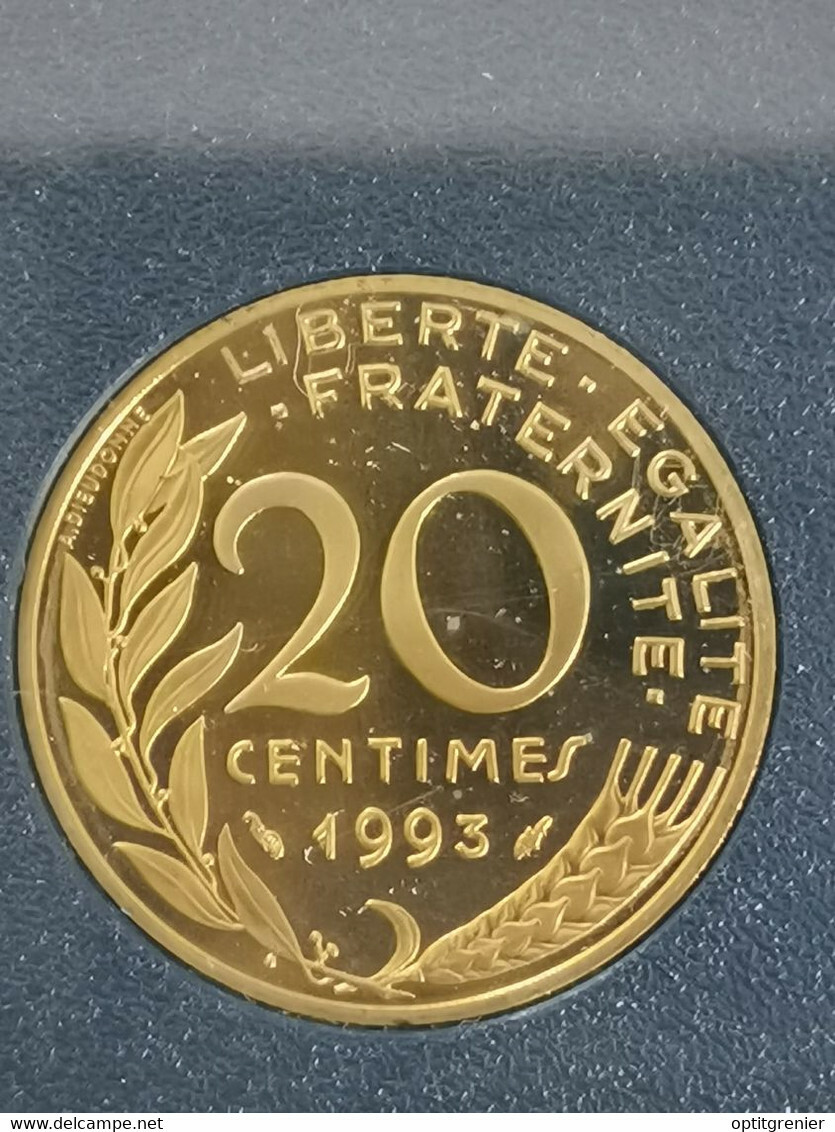 LIBERTE · EGALITE
· FRATERNITE ·
A.DIEUDONNE
20
CENTIMES
1993
www.delcampe.net
optitgrenier